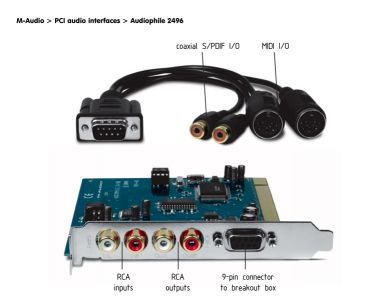 M-Audio > PCI audio interfaces > Audiophile 2496
coaxial S/PDIF I/O
MIDI I/O
RCA
inputs
RCA
outputs
9-pin connector
to breakout box